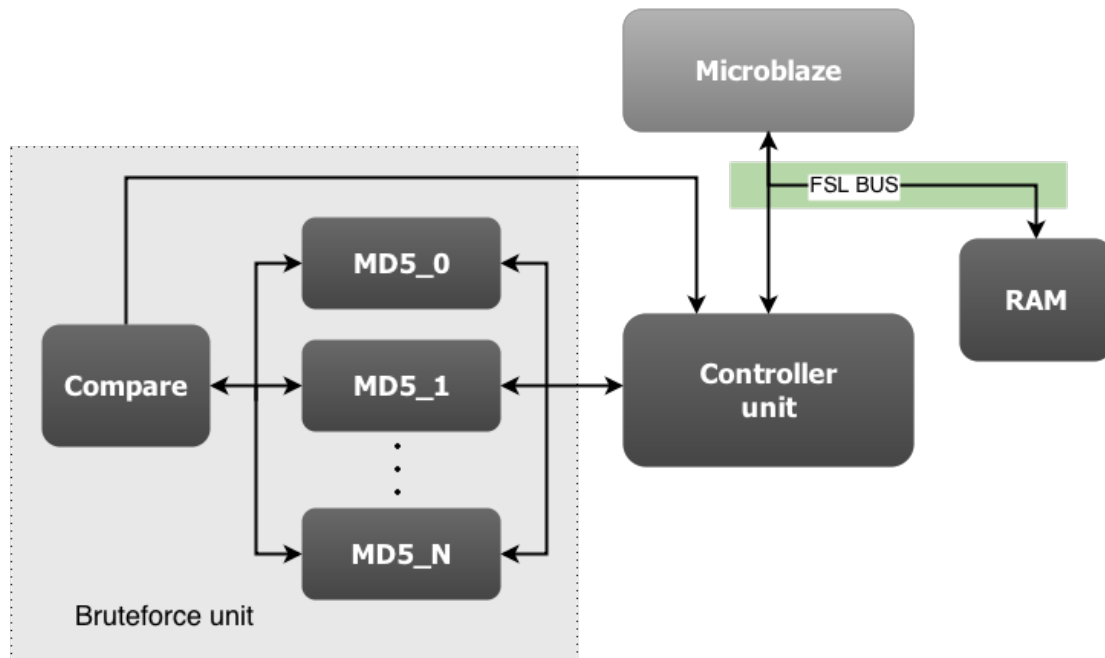 Microblaze
FSL BUS
MD5_0
RAM
Compare
MD5_1
Controller
unit
MD5_N
Bruteforce unit